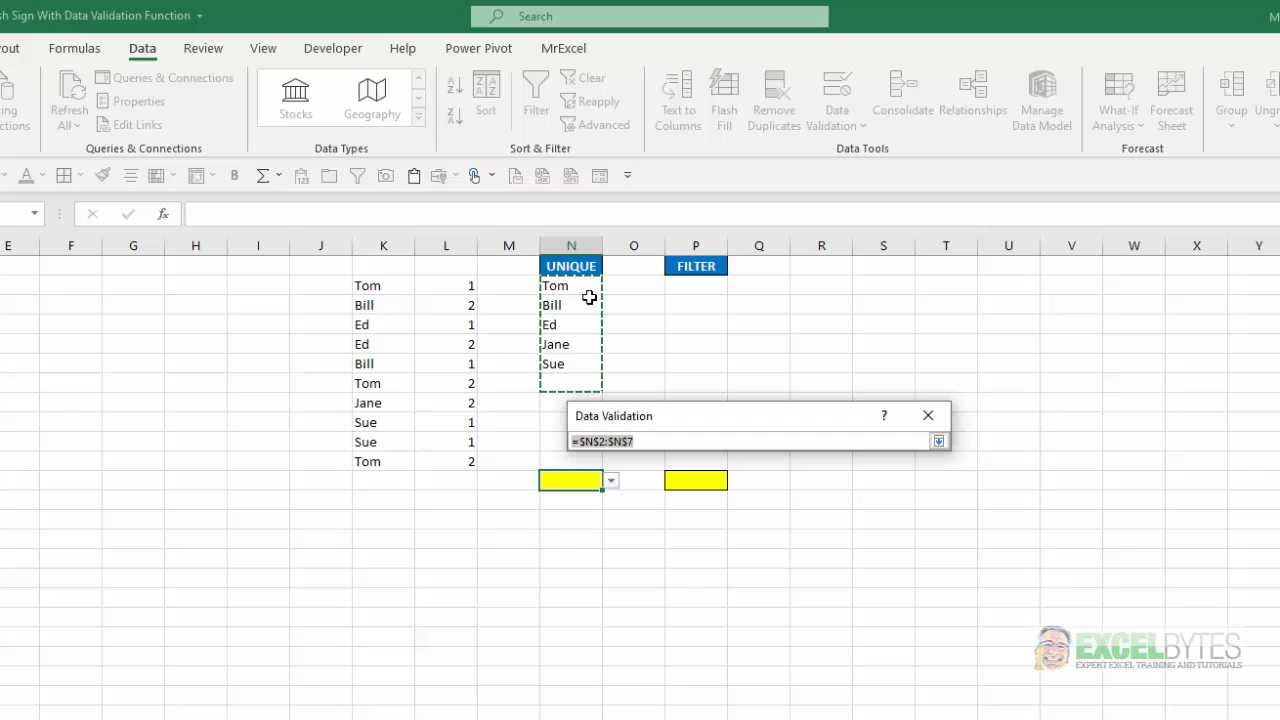 sh Sign With Data Validation Function
Search
M
out Formulas Data Review View Developer Help Power Pivot MrExcel
Refresh
All
Queries & Connections
Properties
Edit Links
Queries & Connections
Stocks
Geography
Data Types
Sort
Filter
Clear
Reapply
Advanced
Sort & Filter
Text to
Columns
Flash
Fill
Remove
Duplicates
Data
Validation
Consolidate
Relationships
Manage
Data Model
Data Tools
What-If
Analysis
Forecast
Sheet
Forecast
Group
Ung
fx
E F G H I J K L M N O P Q R S T U V W X Y
UNIQUE FILTER
Tom 1 Tom
Bill 2 Bill
Ed 1 Ed
Ed 2 Jane
Bill 1 Sue
Tom 2
Jane 2
Sue 1
Sue 1
Tom 2
Data Validation ?
=$N$2:$N$7
EXCELBYTES
EXPERT EXCEL TRAINING AND TUTORIALS